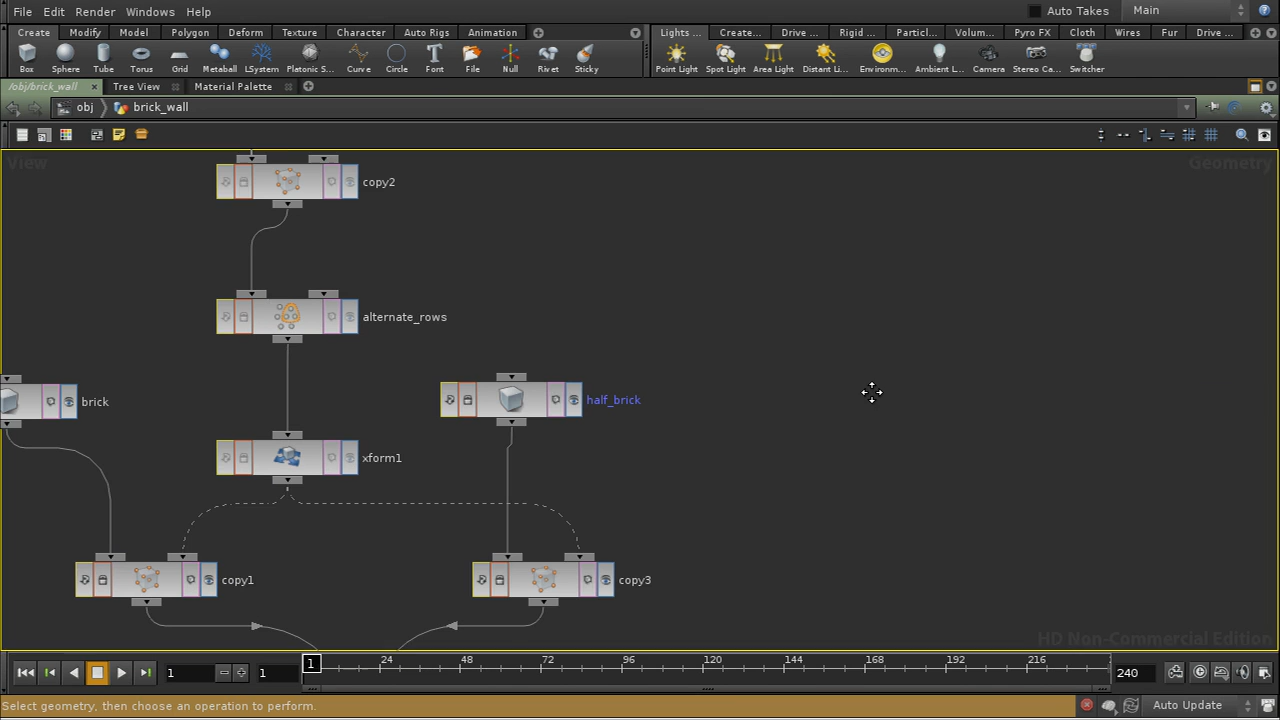 File Edit Render Windows Help Auto Takes Main
Create Modify Model Polygon Deform Texture Character Auto Rigs Animation Lights ... Create... Drive ... Rigid ... Particl... Volum... Pyro FX Cloth Wires Fur Drive ...
Box Sphere Tube Torus Grid Metaball LSystem Platonic S... Curve Circle Font File Null Rivet Sticky Point Light Spot Light Area Light Distant Li... Environm... Ambient L... Camera Stereo Ca... Switcher
/obj/brick_wall Tree View Material Palette
obj brick_wall
View Geometry
copy2
alternate_rows
brick
half_brick
xform1
copy1
copy3
HD Non-Commercial Edition
1 1 1 24 48 72 96 120 144 168 192 216 240
Select geometry, then choose an operation to perform. Auto Update